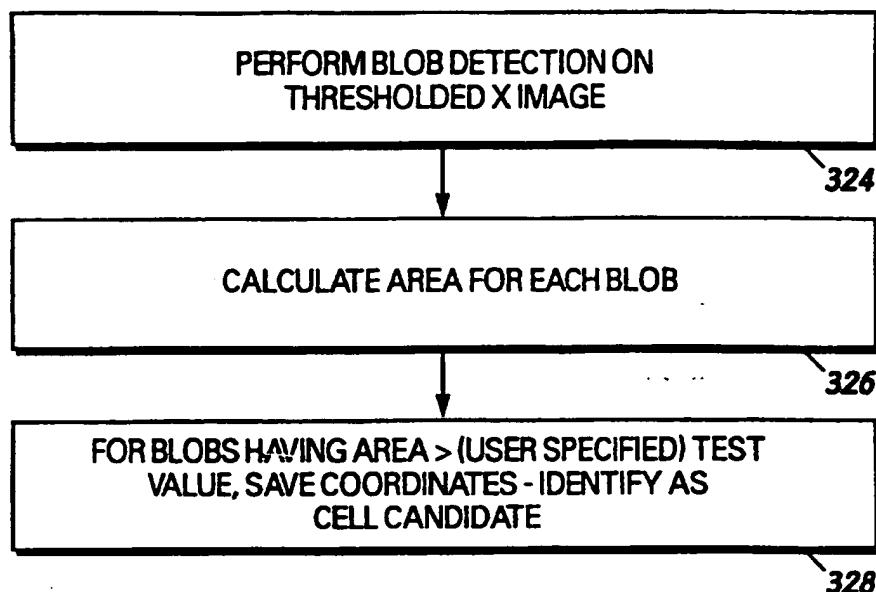 PERFORM BLOB DETECTION ON
THRESHOLDED X IMAGE
324
CALCULATE AREA FOR EACH BLOB
326
FOR BLOBS HAVING AREA > (USER SPECIFIED) TEST
VALUE, SAVE COORDINATES - IDENTIFY AS
CELL CANDIDATE
328